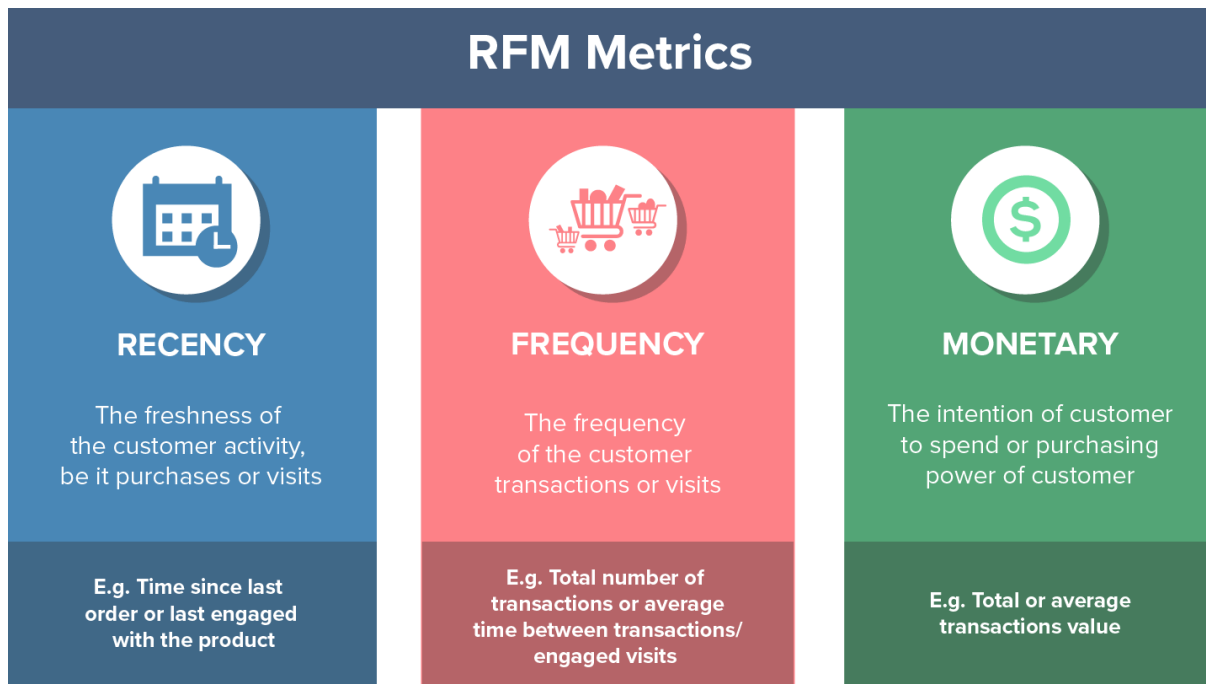 RFM Metrics
RECENCY
The freshness of
the customer activity,
be it purchases or visits
E.g. Time since last
order or last engaged
with the product
FREQUENCY
The frequency
of the customer
transactions or visits
E.g. Total number of
transactions or average
time between transactions/
engaged visits
$
MONETARY
The intention of customer
to spend or purchasing
power of customer
E.g. Total or average
transactions value